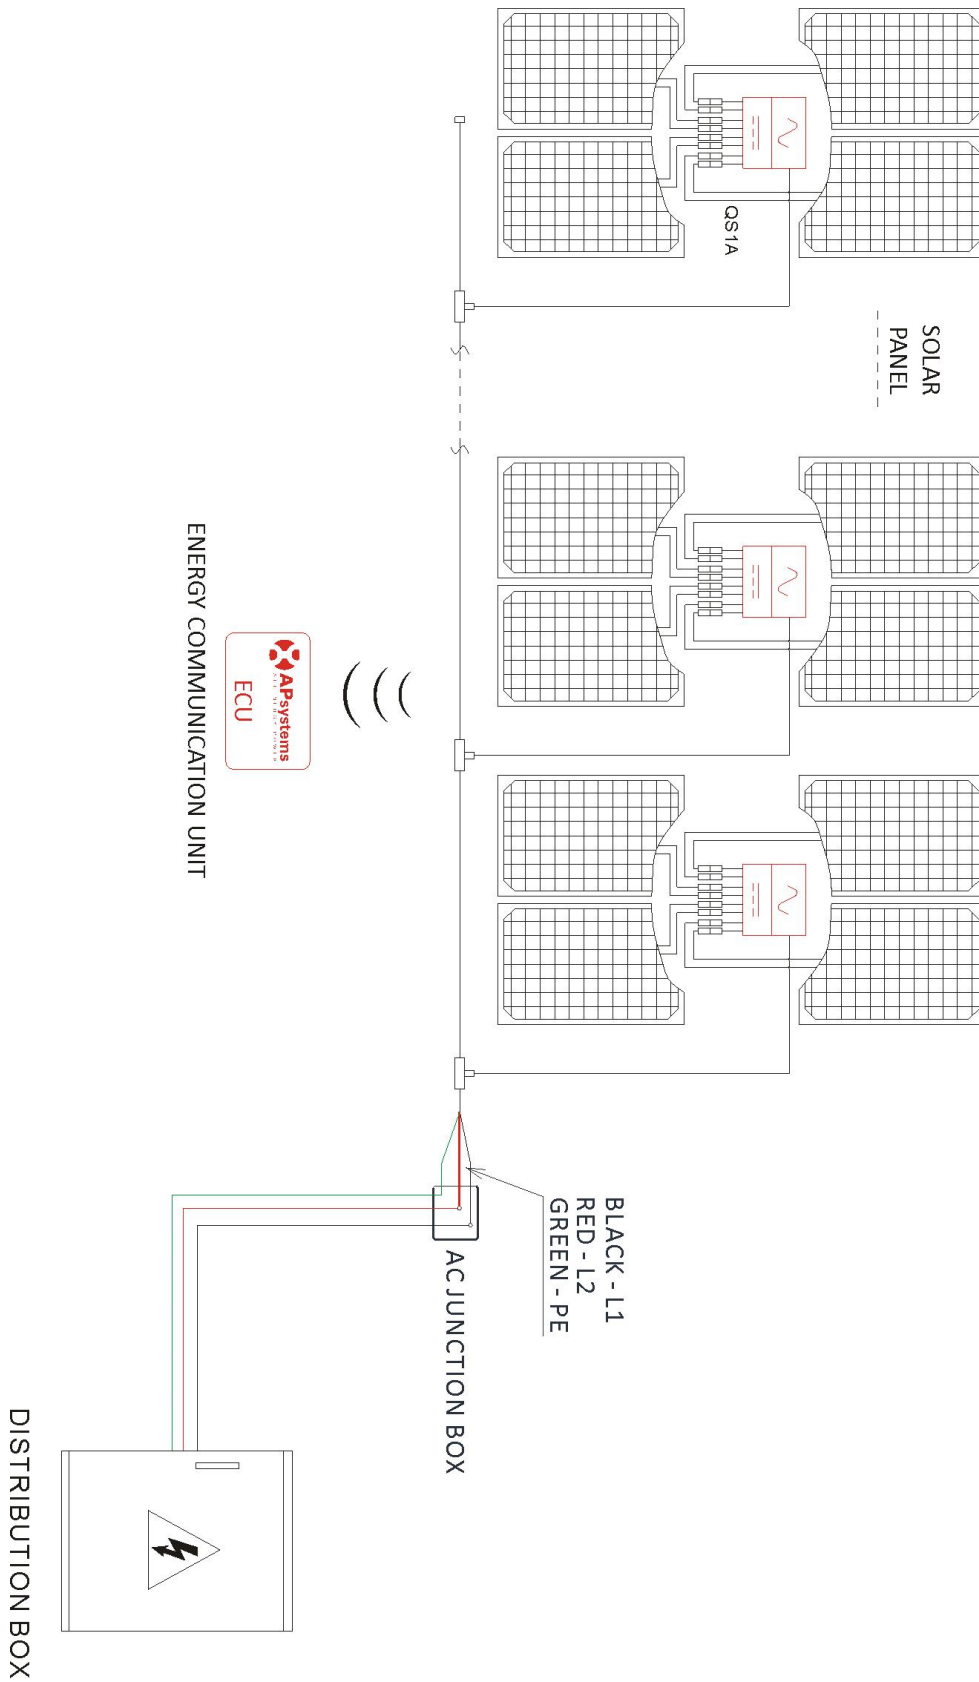 SOLAR
PANEL
QS1A
BLACK - L1
RED - L2
GREEN - PE
AC JUNCTION BOX
APsystems
ECU
ENERGY COMMUNICATION UNIT
DISTRIBUTION BOX